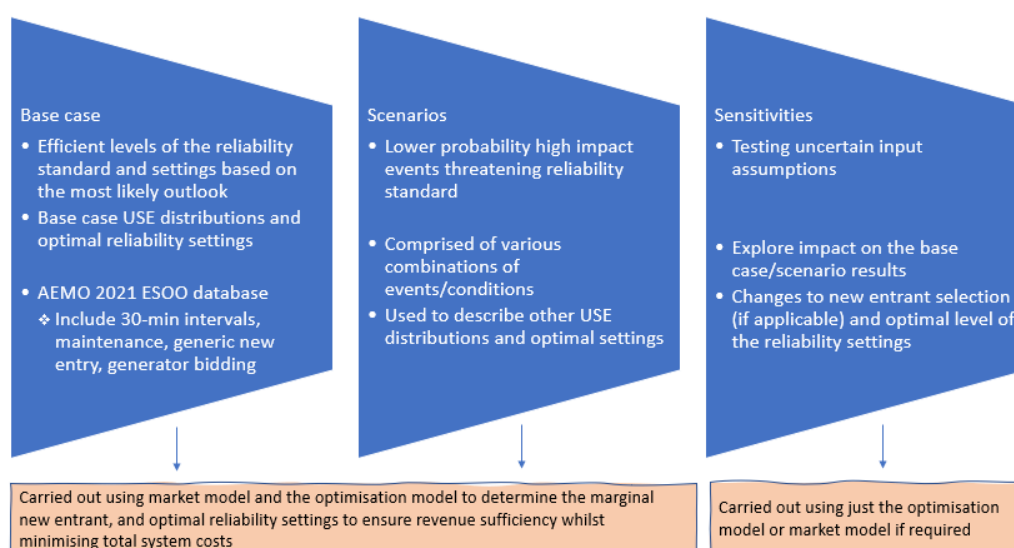 Base case
• Efficient levels of the reliability
standard and settings based on
the most likely outlook
• Base case USE distributions and
optimal reliability settings
• AEMO 2021 ESOO database
❖ Include 30-min intervals,
maintenance, generic new
entry, generator bidding
Scenarios
• Lower probability high impact
events threatening reliability
standard
• Comprised of various
combinations of
events/conditions
• Used to describe other USE
distributions and optimal settings
Sensitivities
• Testing uncertain input
assumptions
• Explore impact on the base
case/scenario results
• Changes to new entrant selection
(if applicable) and optimal level of
the reliability settings
Carried out using market model and the optimisation model to determine the marginal
new entrant, and optimal reliability settings to ensure revenue sufficiency whilst
minimising total system costs
Carried out using just the optimisation
model or market model if required